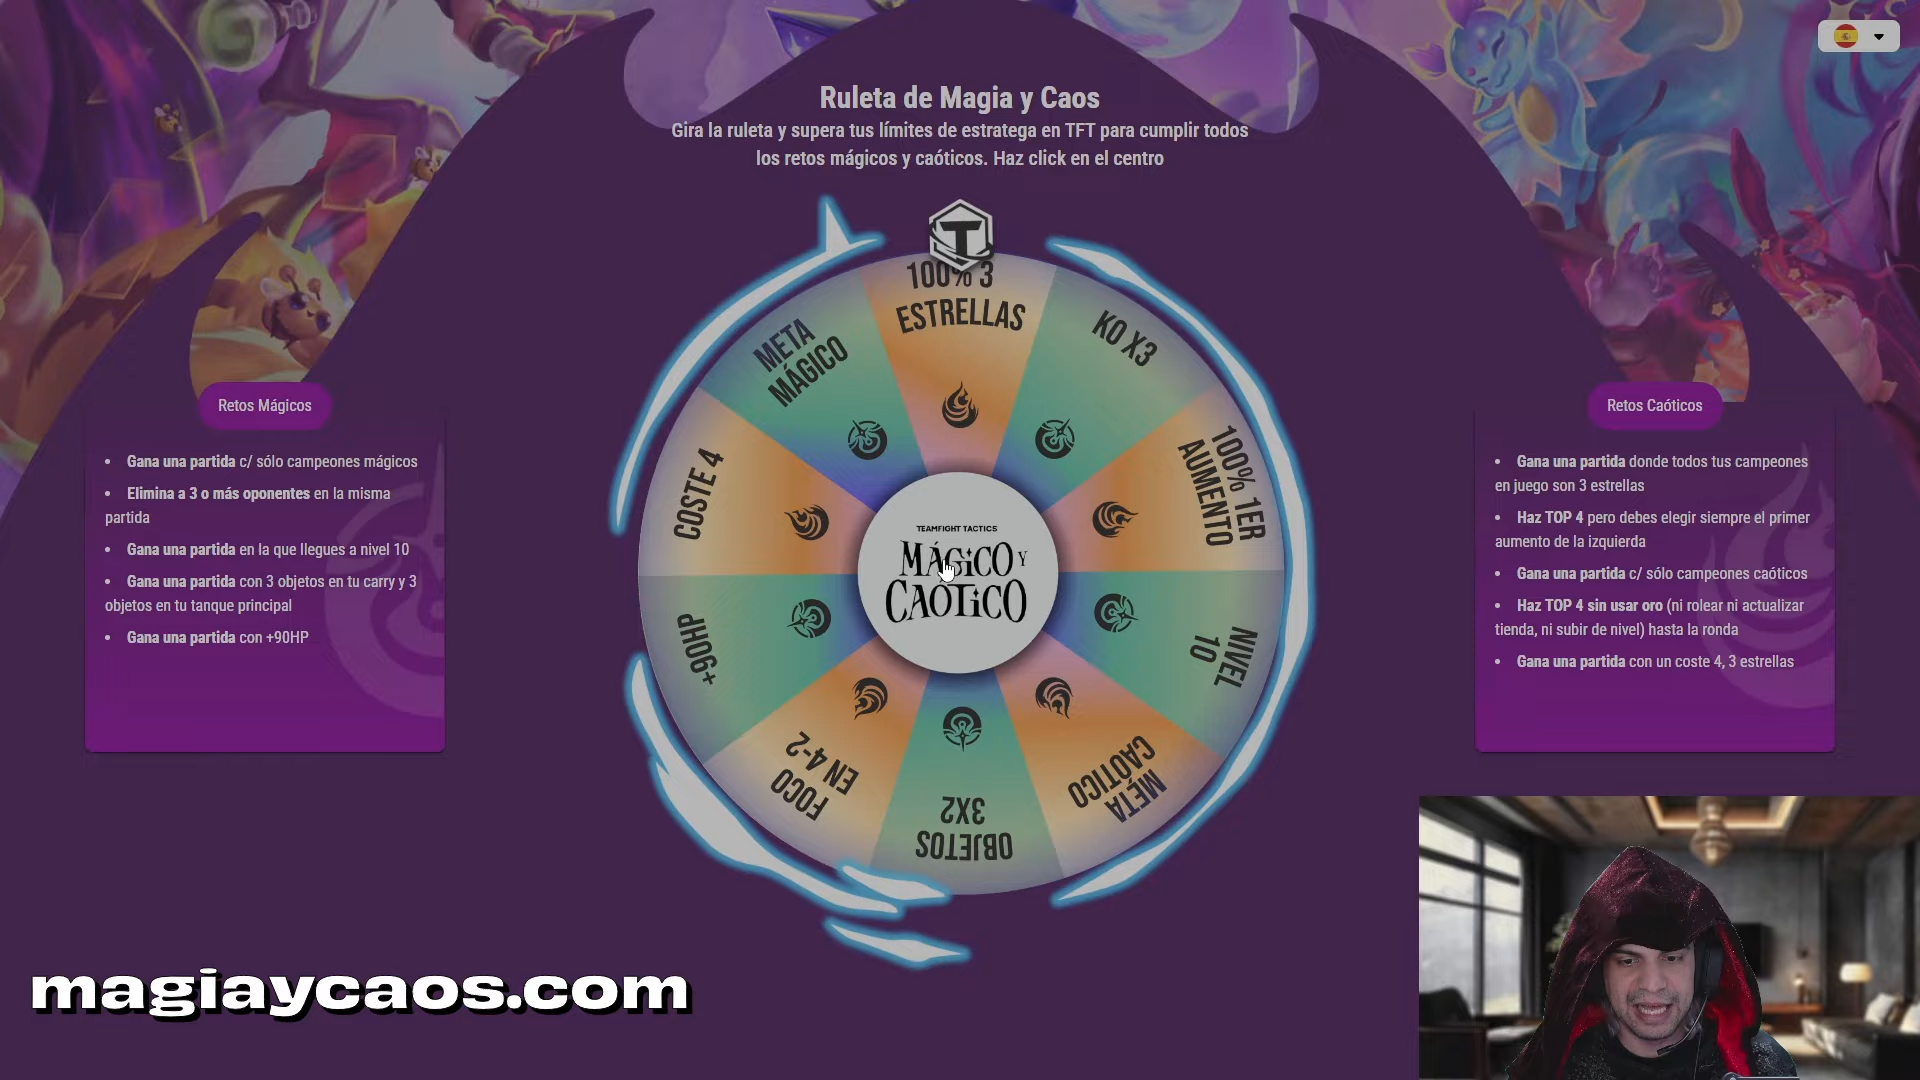 Ruleta de Magia y Caos
Gira la ruleta y supera tus límites de estratega en TFT para cumplir todos
los retos mágicos y caóticos. Haz click en el centro
100% 3
ESTRELLAS
KO X3
100% 1ER
AUMENTO
NIVEL
10
META
CAÓTICO
OBJETOS
3X2
FOCO
EN 4-2
+90HP
COSTE 4
META
MÁGICO
TEAMFIGHT TACTICS
MÁGICO Y
CAÓTICO
Retos Mágicos
• Gana una partida c/ sólo campeones mágicos
• Elimina a 3 o más oponentes en la misma
partida
• Gana una partida en la que llegues a nivel 10
• Gana una partida con 3 objetos en tu carry y 3
objetos en tu tanque principal
• Gana una partida con +90HP
Retos Caóticos
• Gana una partida donde todos tus campeones
en juego son 3 estrellas
• Haz TOP 4 pero debes elegir siempre el primer
aumento de la izquierda
• Gana una partida c/ sólo campeones caóticos
• Haz TOP 4 sin usar oro (ni rolear ni actualizar
tienda, ni subir de nivel) hasta la ronda
• Gana una partida con un coste 4, 3 estrellas
magiaycaos.com